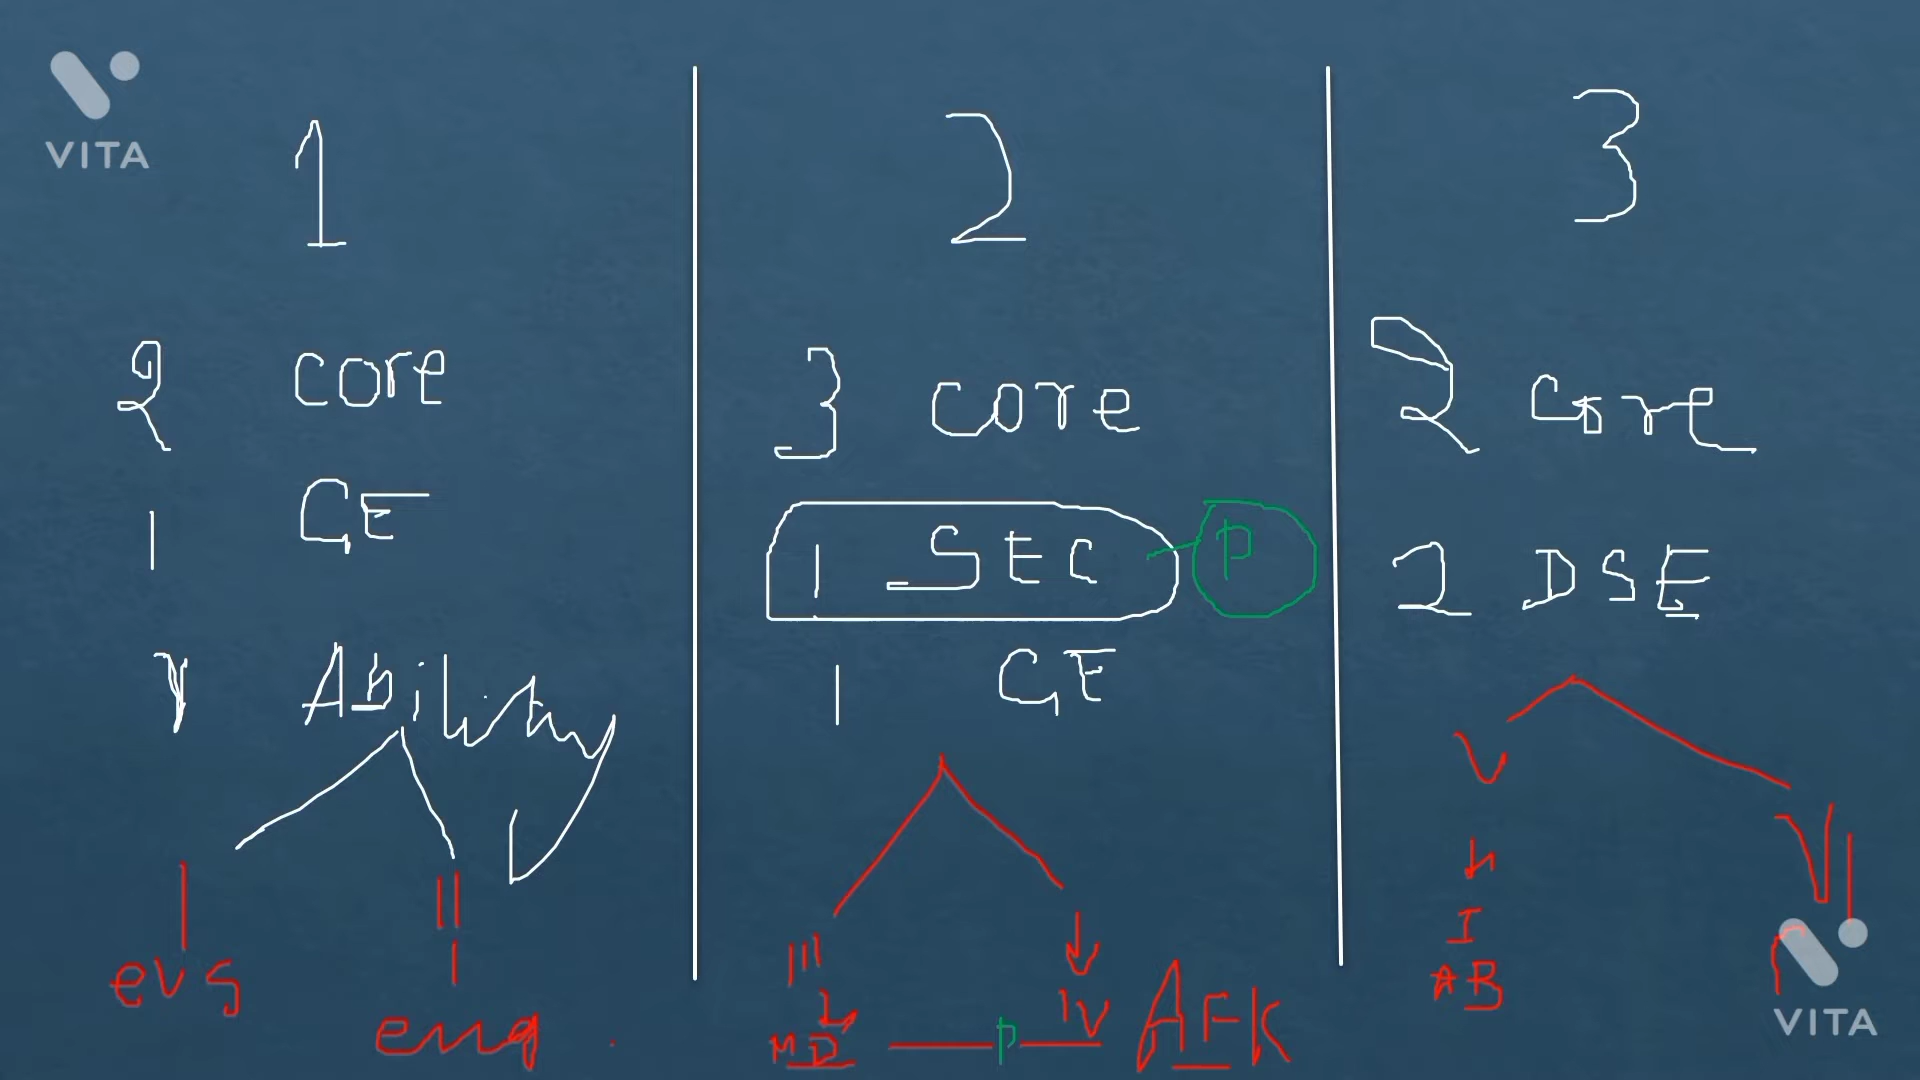 VITA
1
2 core
1 GE
1 Ability
I II
evs
eng
2
3 core
1 SEC P
1 GE
III IV
P AFK
3
2 core
2 DSE
V VI
I
AB
VITA